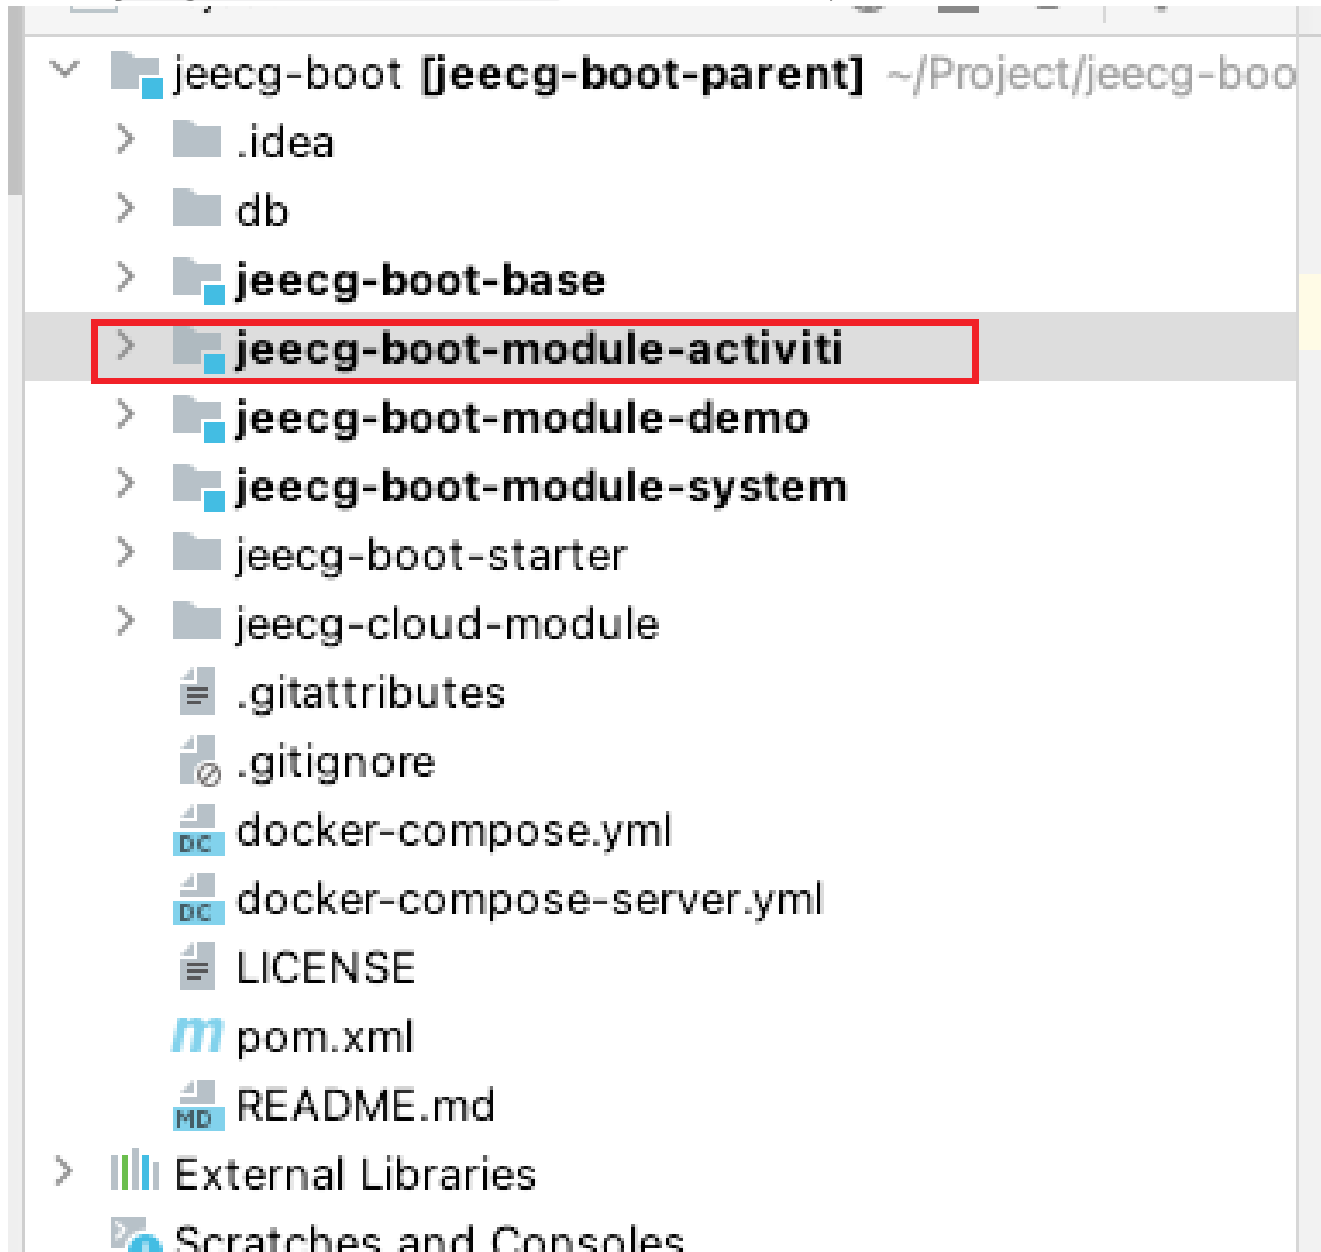 jeecg-boot [jeecg-boot-parent] ~/Project/jeecg-boo
.idea
db
jeecg-boot-base
jeecg-boot-module-activiti
jeecg-boot-module-demo
jeecg-boot-module-system
jeecg-boot-starter
jeecg-cloud-module
.gitattributes
.gitignore
DC docker-compose.yml
DC docker-compose-server.yml
LICENSE
m pom.xml
MD README.md
External Libraries
Scratches and Consoles